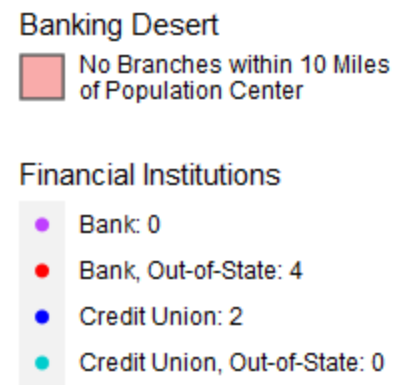 Banking Desert
No Branches within 10 Miles
of Population Center
Financial Institutions
Bank: 0
Bank, Out-of-State: 4
Credit Union: 2
Credit Union, Out-of-State: 0